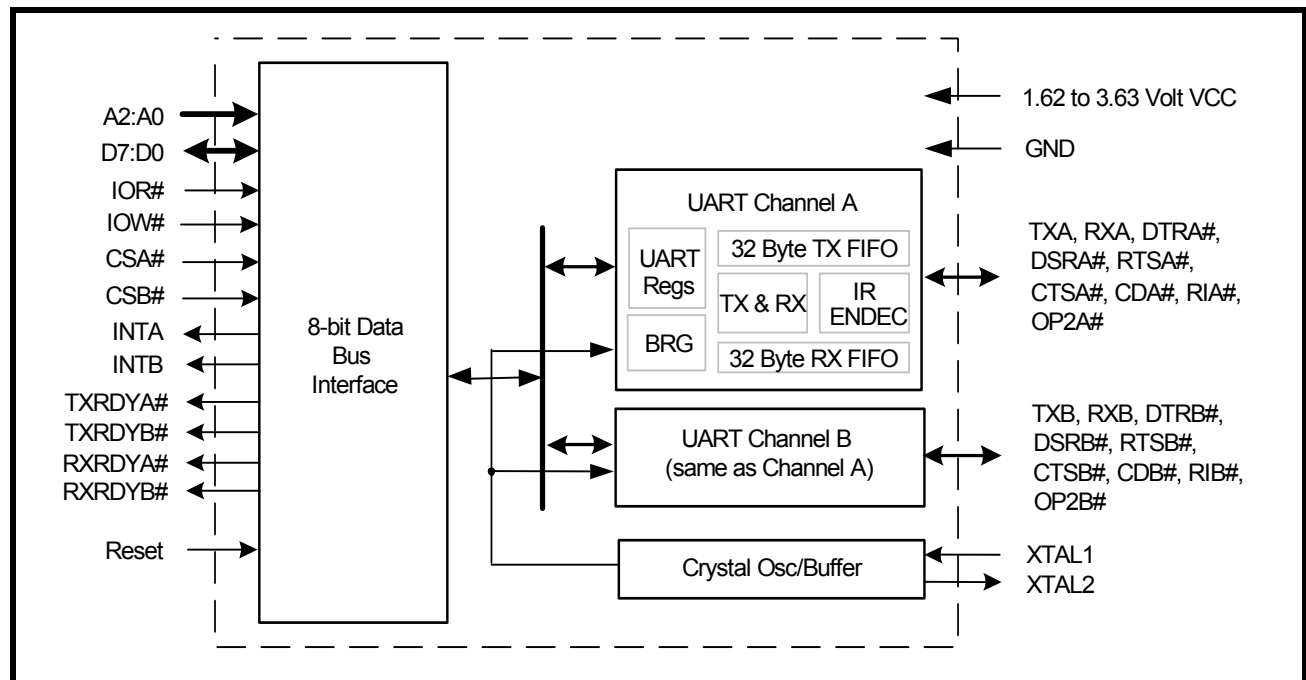 A2:A0
D7:D0
IOR#
IOW#
CSA#
CSB#
INTA
INTB
TXRDYA#
TXRDYB#
RXRDYA#
RXRDYB#
Reset
8-bit Data
Bus
Interface
UART Channel A
UART
Regs
BRG
32 Byte TX FIFO
TX & RX
IR
ENDEC
32 Byte RX FIFO
UART Channel B
(same as Channel A)
Crystal Osc/Buffer
1.62 to 3.63 Volt VCC
GND
TXA, RXA, DTRA#,
DSRA#, RTSA#,
CTSA#, CDA#, RIA#,
OP2A#
TXB, RXB, DTRB#,
DSRB#, RTSB#,
CTSB#, CDB#, RIB#,
OP2B#
XTAL1
XTAL2